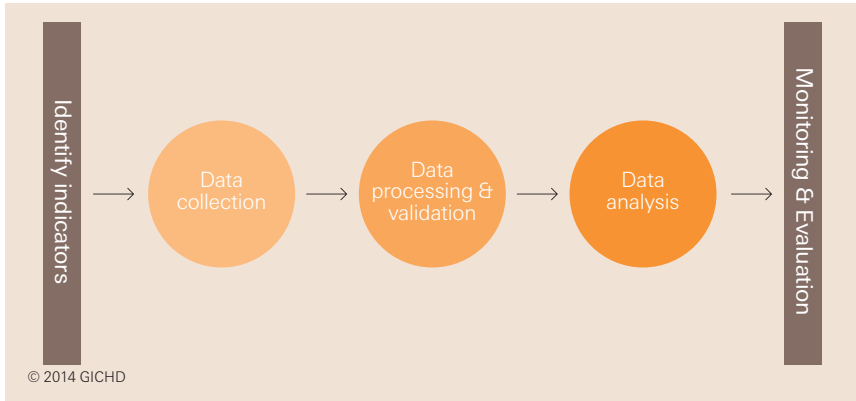 Identify indicators
Data
collection
Data
processing &
validation
Data
analysis
Monitoring & Evaluation
© 2014 GICHD